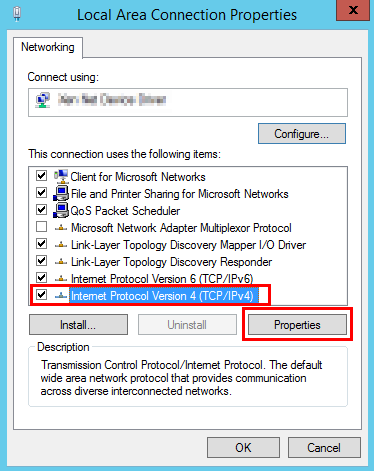 Local Area Connection Properties
x
Networking
Connect using:
Configure...
This connection uses the following items:
Client for Microsoft Networks
File and Printer Sharing for Microsoft Networks
QoS Packet Scheduler
Microsoft Network Adapter Multiplexor Protocol
Link-Layer Topology Discovery Mapper I/O Driver
Link-Layer Topology Discovery Responder
Internet Protocol Version 6 (TCP/IPv6)
Internet Protocol Version 4 (TCP/IPv4)
Install...
Uninstall
Properties
Description
Transmission Control Protocol/Internet Protocol. The default
wide area network protocol that provides communication
across diverse interconnected networks.
OK
Cancel